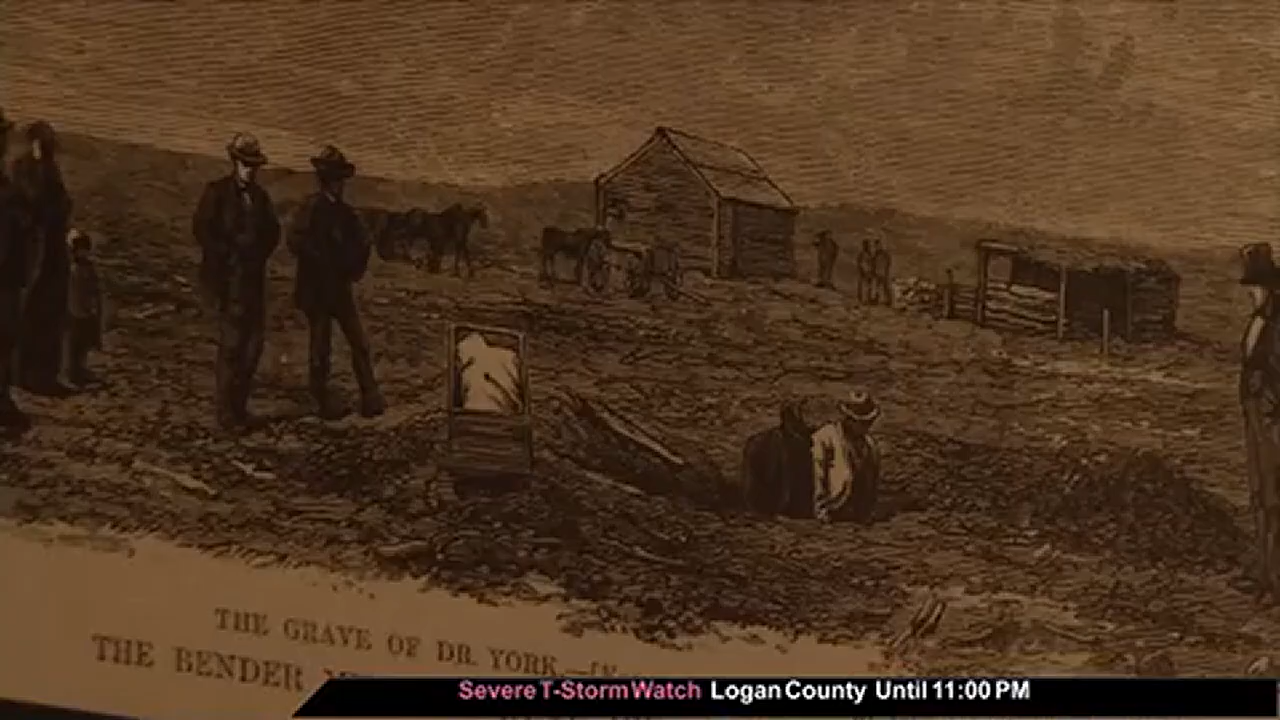 THE GRAVE OF DR. YORK.
THE BENDER
Severe T-Storm Watch Logan County Until 11:00 PM